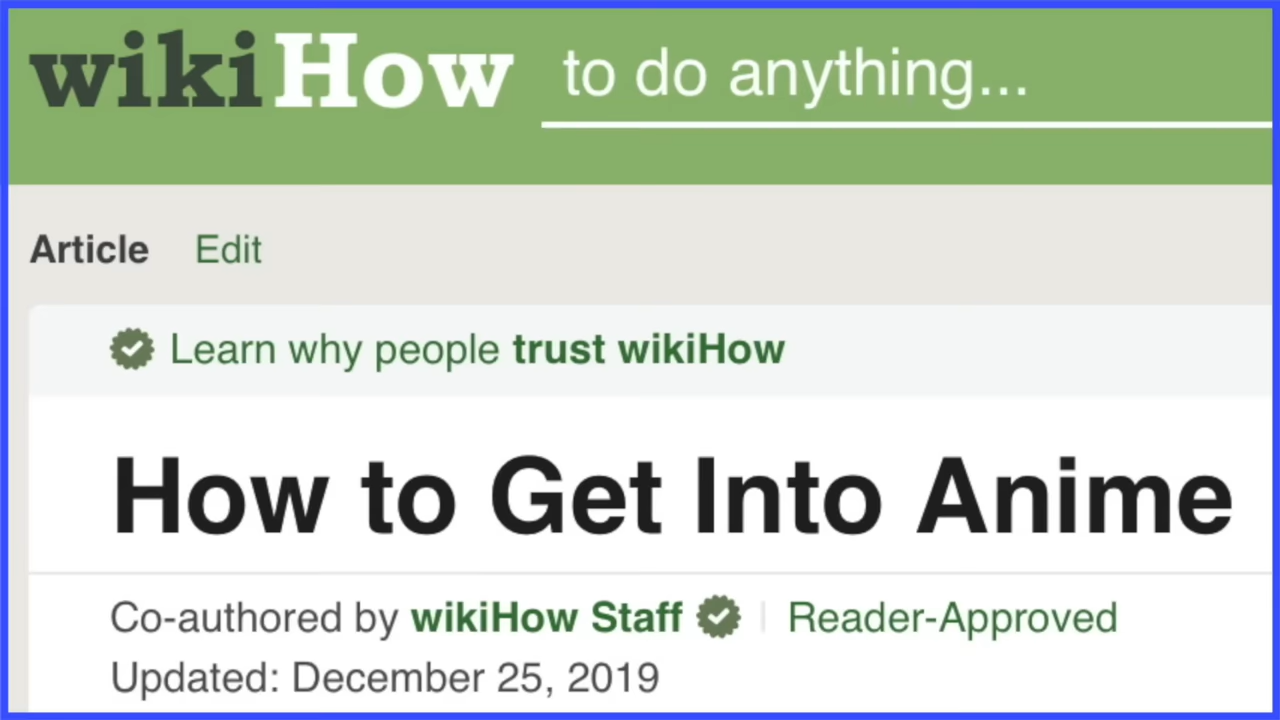 wikiHow to do anything...
Article Edit
Learn why people trust wikiHow
How to Get Into Anime
Co-authored by wikiHow Staff Reader-Approved
Updated: December 25, 2019